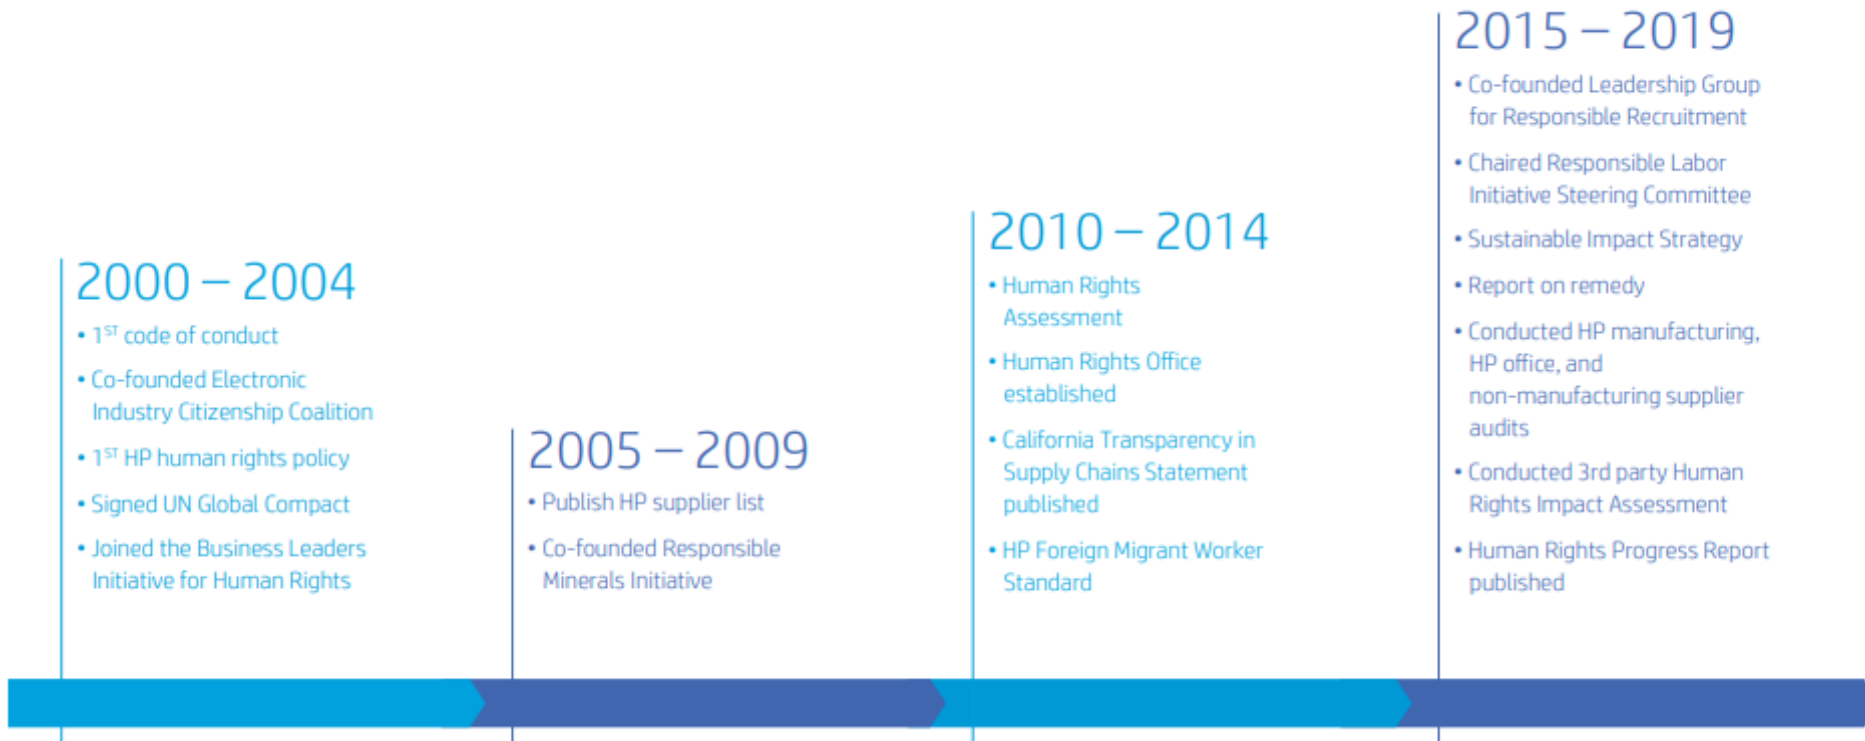 2000 – 2004
• 1ST code of conduct
• Co-founded Electronic
Industry Citizenship Coalition
• 1ST HP human rights policy
• Signed UN Global Compact
• Joined the Business Leaders
Initiative for Human Rights
2005 – 2009
• Publish HP supplier list
• Co-founded Responsible
Minerals Initiative
2010 – 2014
• Human Rights
Assessment
• Human Rights Office
established
• California Transparency in
Supply Chains Statement
published
• HP Foreign Migrant Worker
Standard
2015 – 2019
• Co-founded Leadership Group
for Responsible Recruitment
• Chaired Responsible Labor
Initiative Steering Committee
• Sustainable Impact Strategy
• Report on remedy
• Conducted HP manufacturing,
HP office, and
non-manufacturing supplier
audits
• Conducted 3rd party Human
Rights Impact Assessment
• Human Rights Progress Report
published